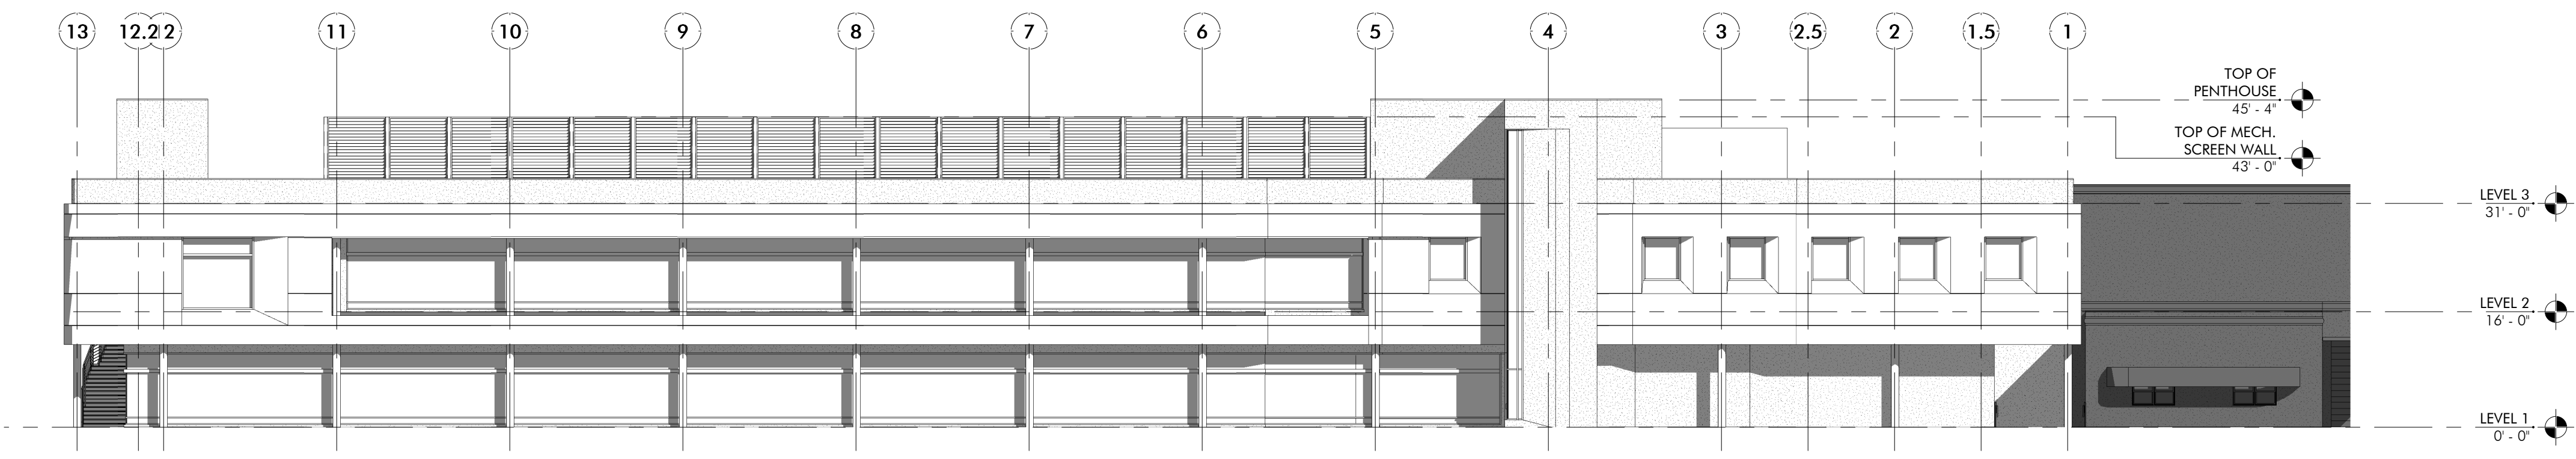 13 12.2 12 11 10 9 8 7 6 5 4 3 2.5 2 1.5 1
TOP OF
PENTHOUSE
45' - 4"
TOP OF MECH.
SCREEN WALL
43' - 0"
LEVEL 3
31' - 0"
LEVEL 2
16' - 0"
LEVEL 1
0' - 0"